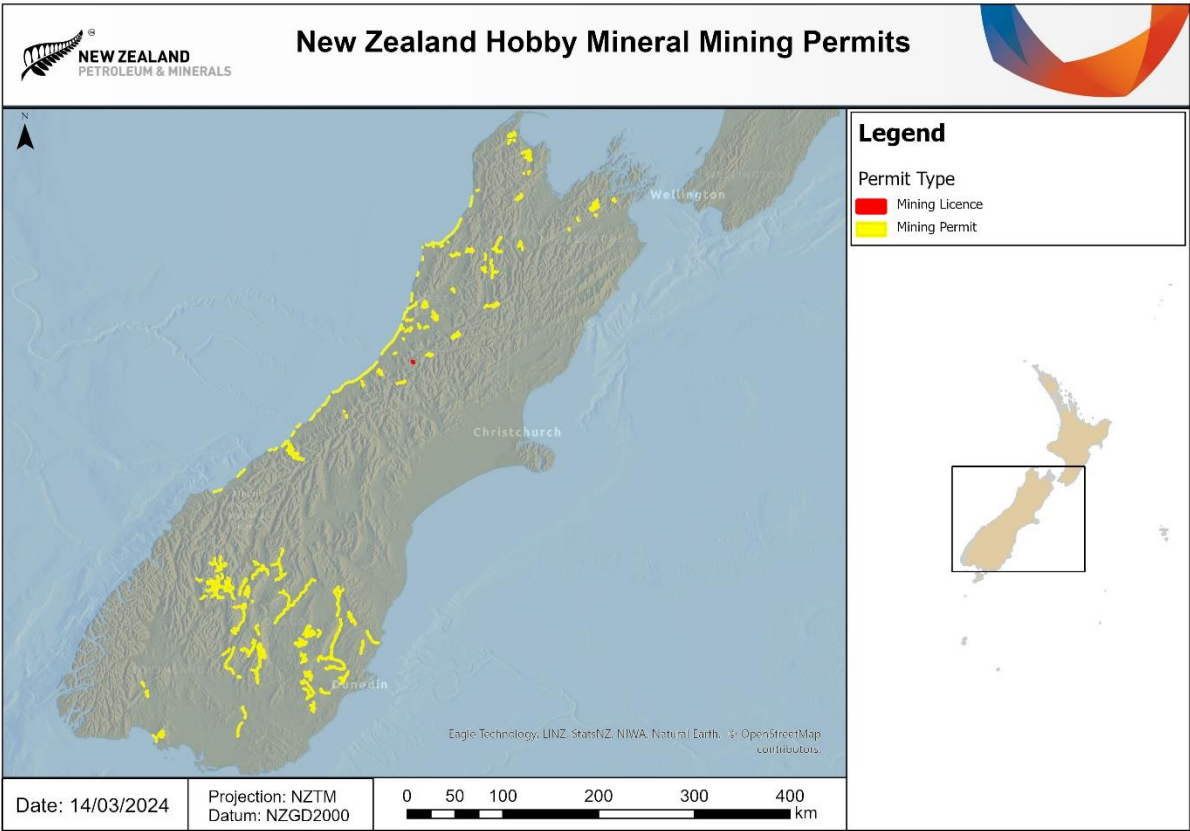 ®
NEW ZEALAND
PETROLEUM & MINERALS
New Zealand Hobby Mineral Mining Permits
N
Wellington
Christchurch
Dunedin
Eagle Technology, LINZ, StatsNZ, NIWA, Natural Earth, © OpenStreetMap
contributors.
Legend
Permit Type
Mining Licence
Mining Permit
Date: 14/03/2024
Projection: NZTM
Datum: NZGD2000
0 50 100 200 300 400
km